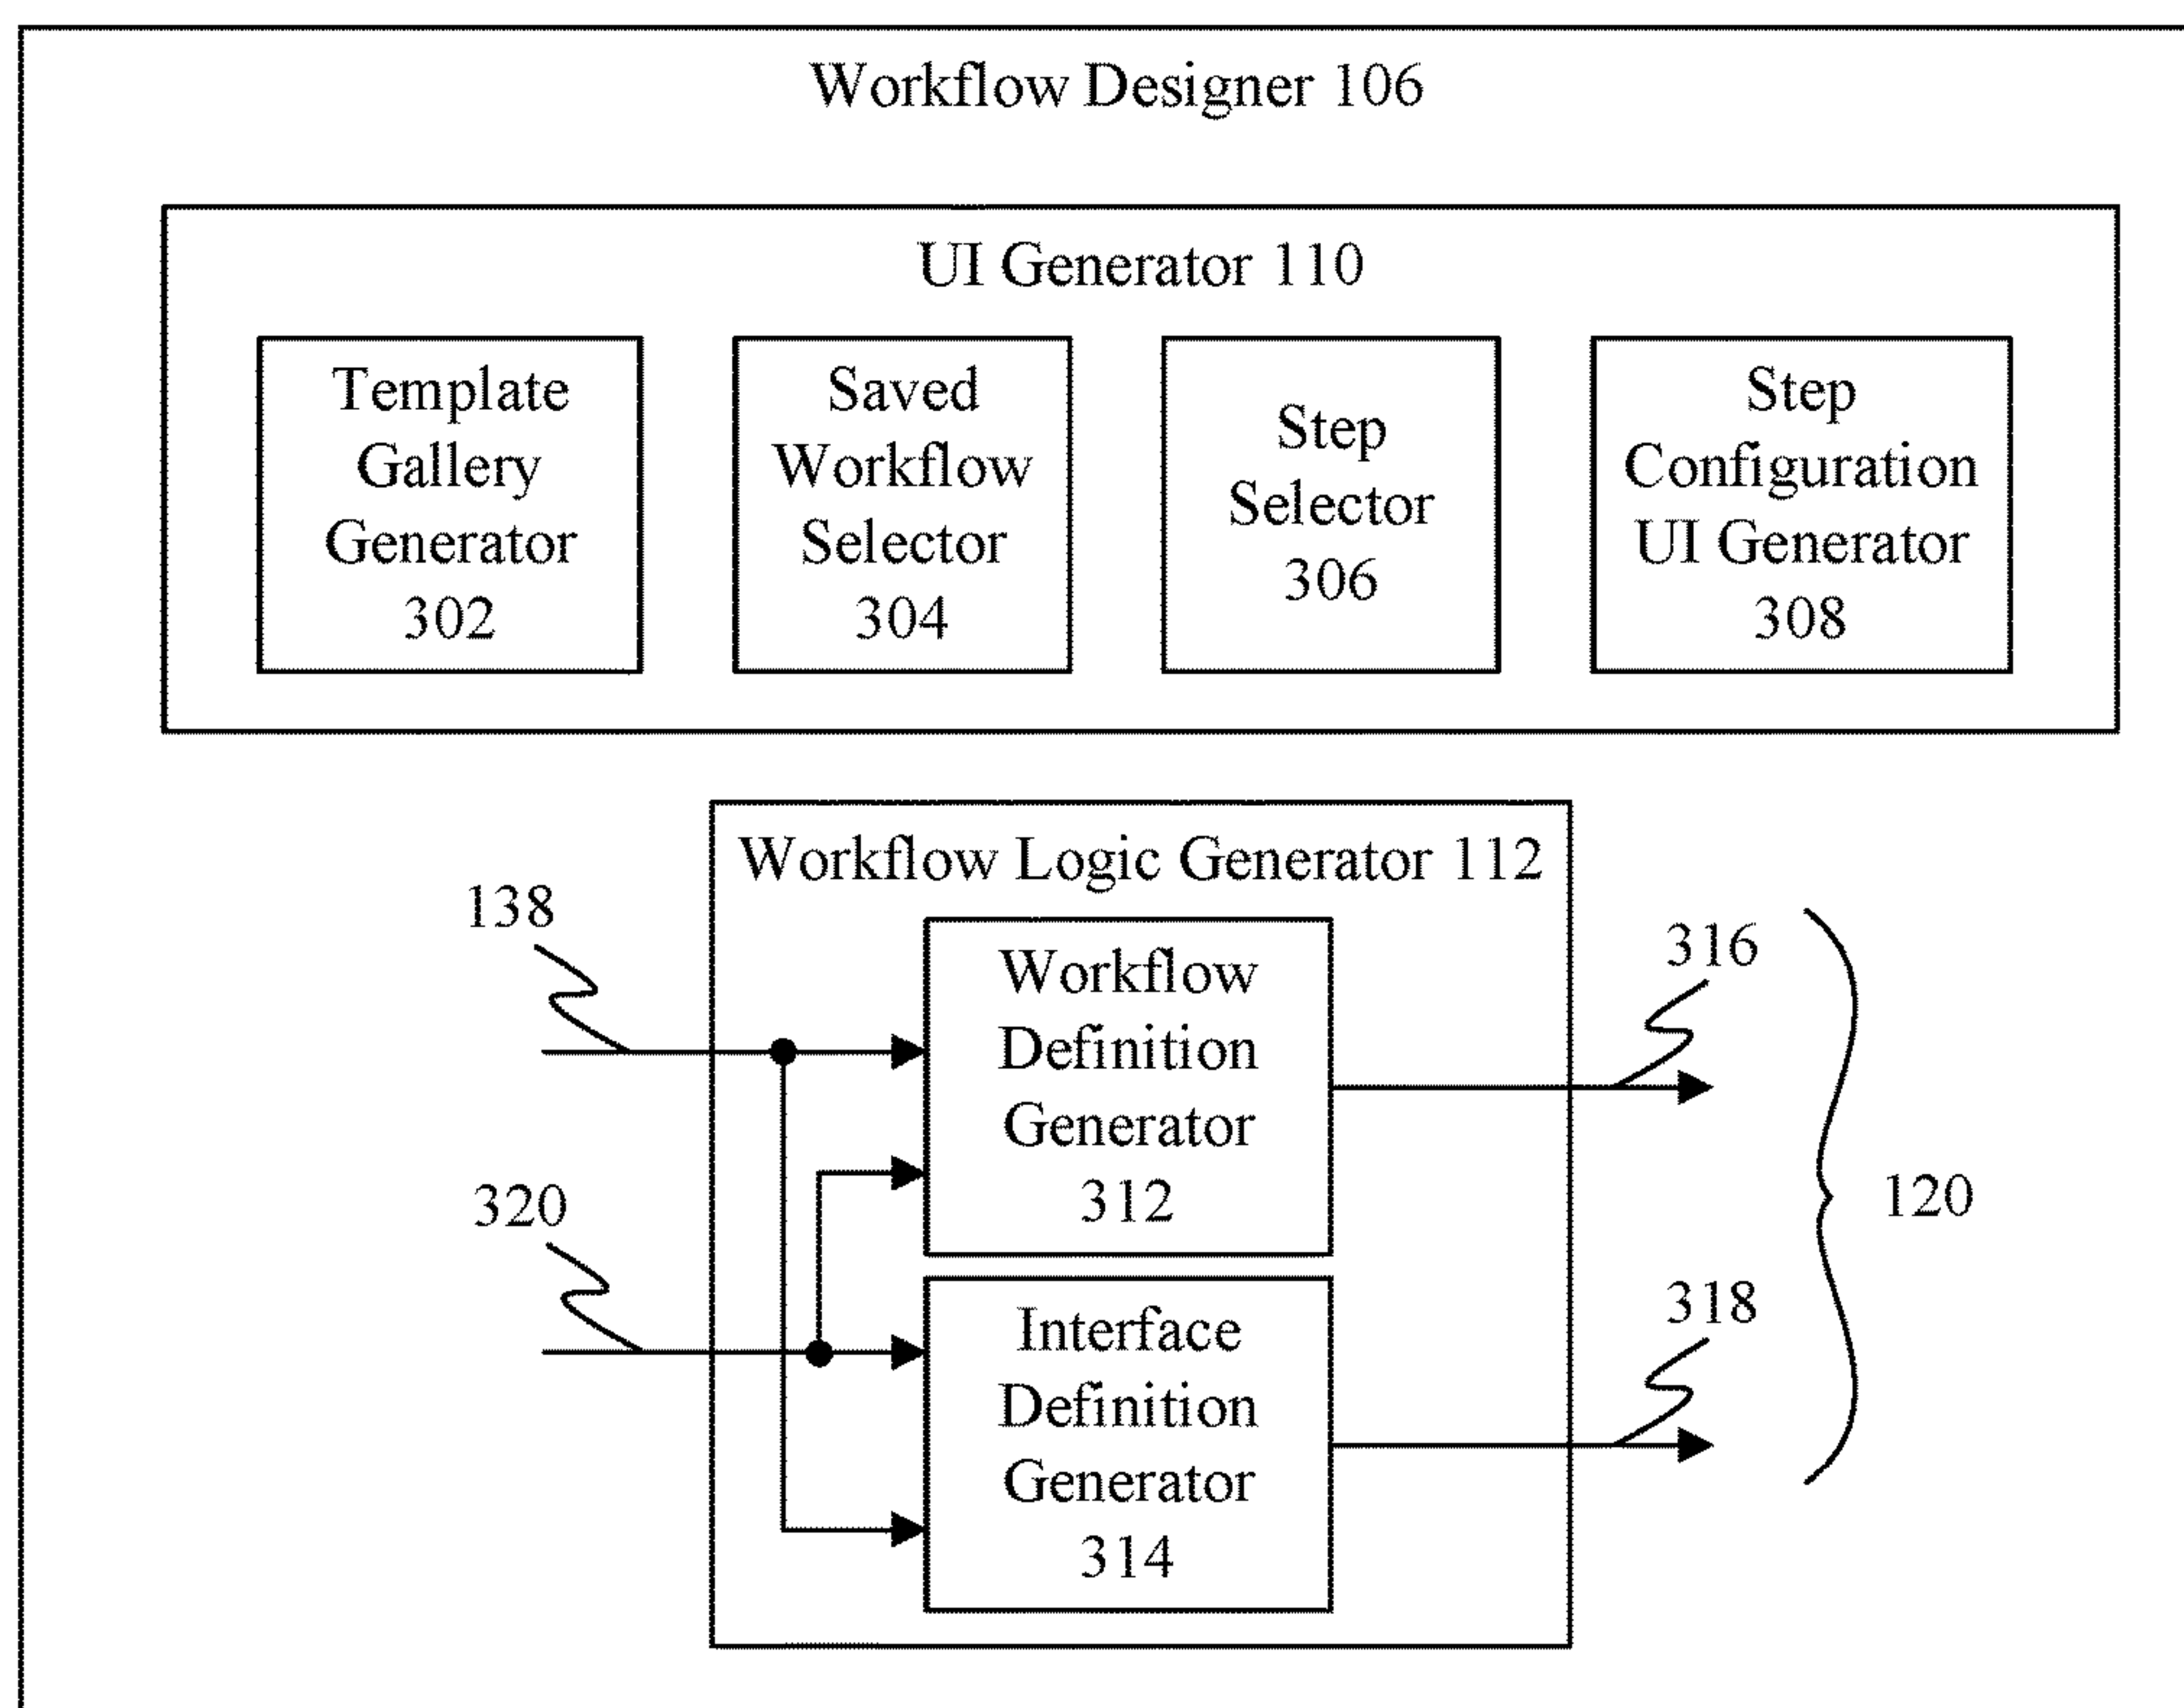 Workflow Designer 106
UI Generator 110
Template
Gallery
Generator
302
Saved
Workflow
Selector
304
Step
Selector
306
Step
Configuration
UI Generator
308
Workflow Logic Generator 112
138
320
Workflow
Definition
Generator
312
Interface
Definition
Generator
314
316
318
120